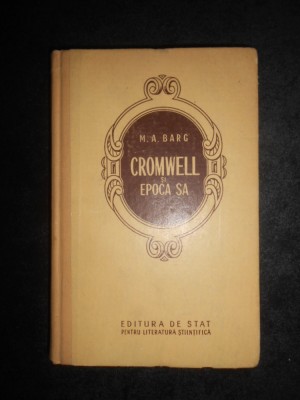 M. A. BARG
CROMWELL
ȘI
EPOCA SA
EDITURA DE STAT
PENTRU LITERATURĂ ȘTIINȚIFICĂ